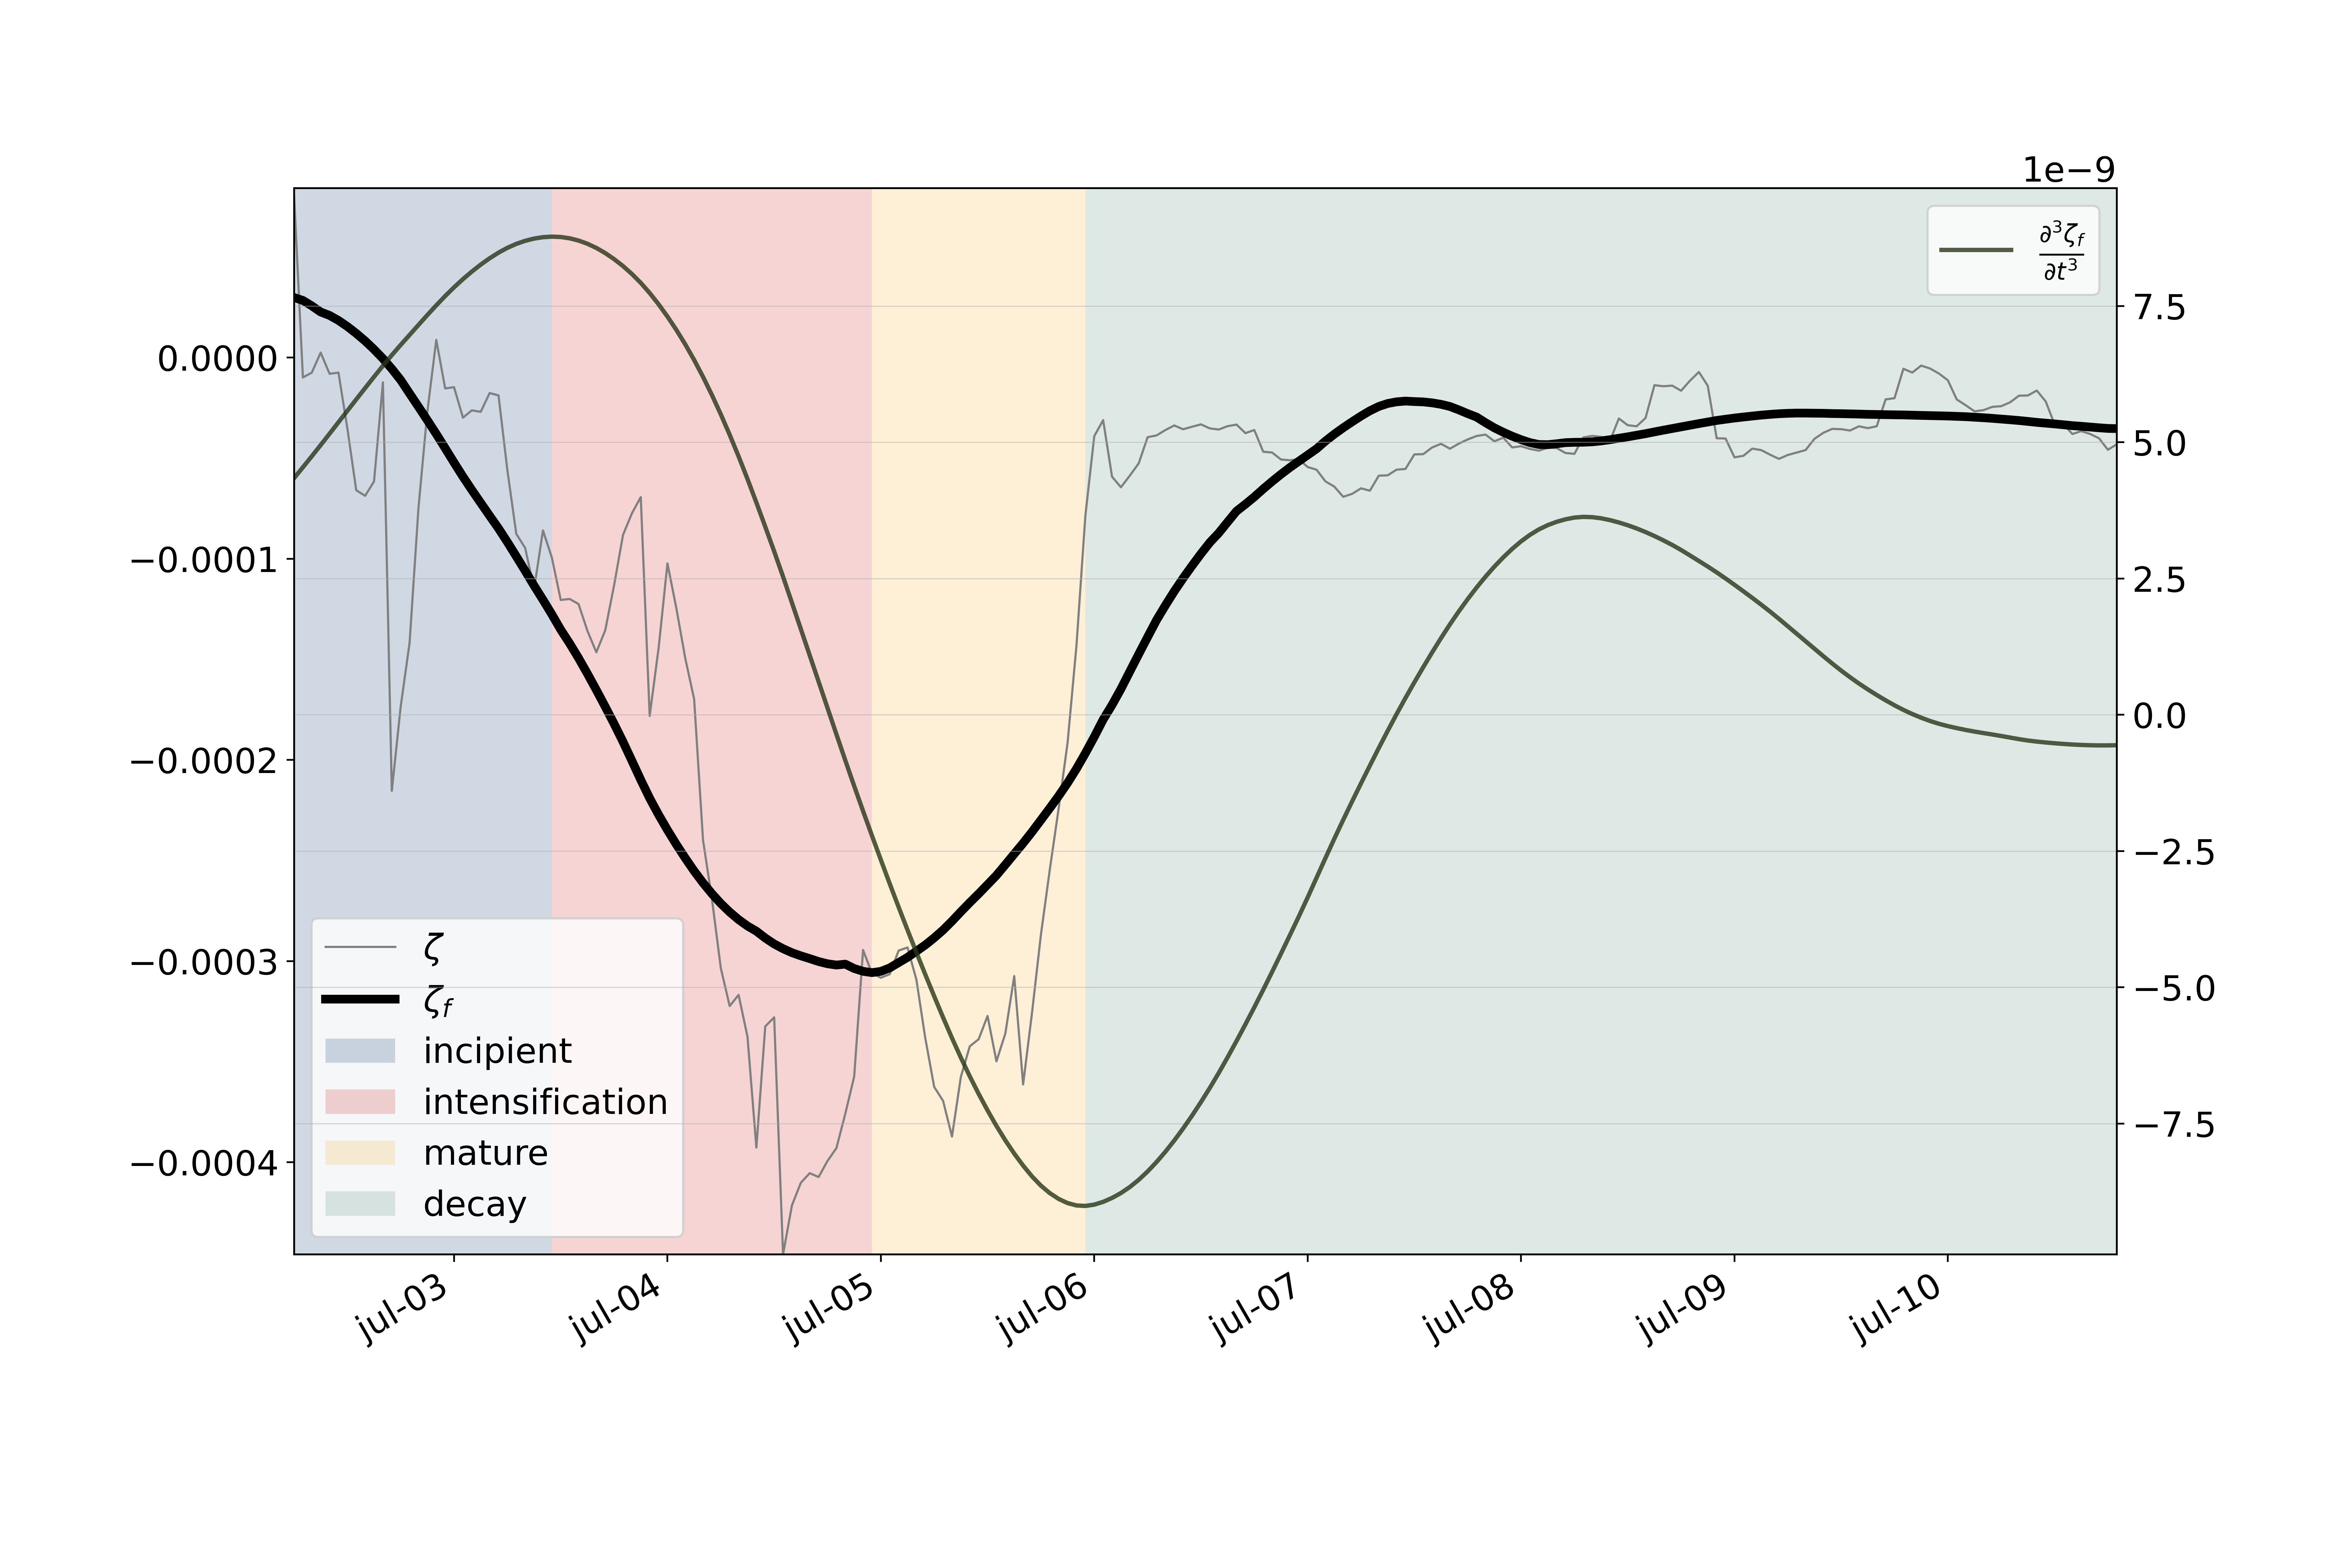 1e−9
∂³ζf
∂t³
0.0000
−0.0001
−0.0002
−0.0003
−0.0004
7.5
5.0
2.5
0.0
−2.5
−5.0
−7.5
ζ
ζf
incipient
intensification
mature
decay
jul-03
jul-04
jul-05
jul-06
jul-07
jul-08
jul-09
jul-10